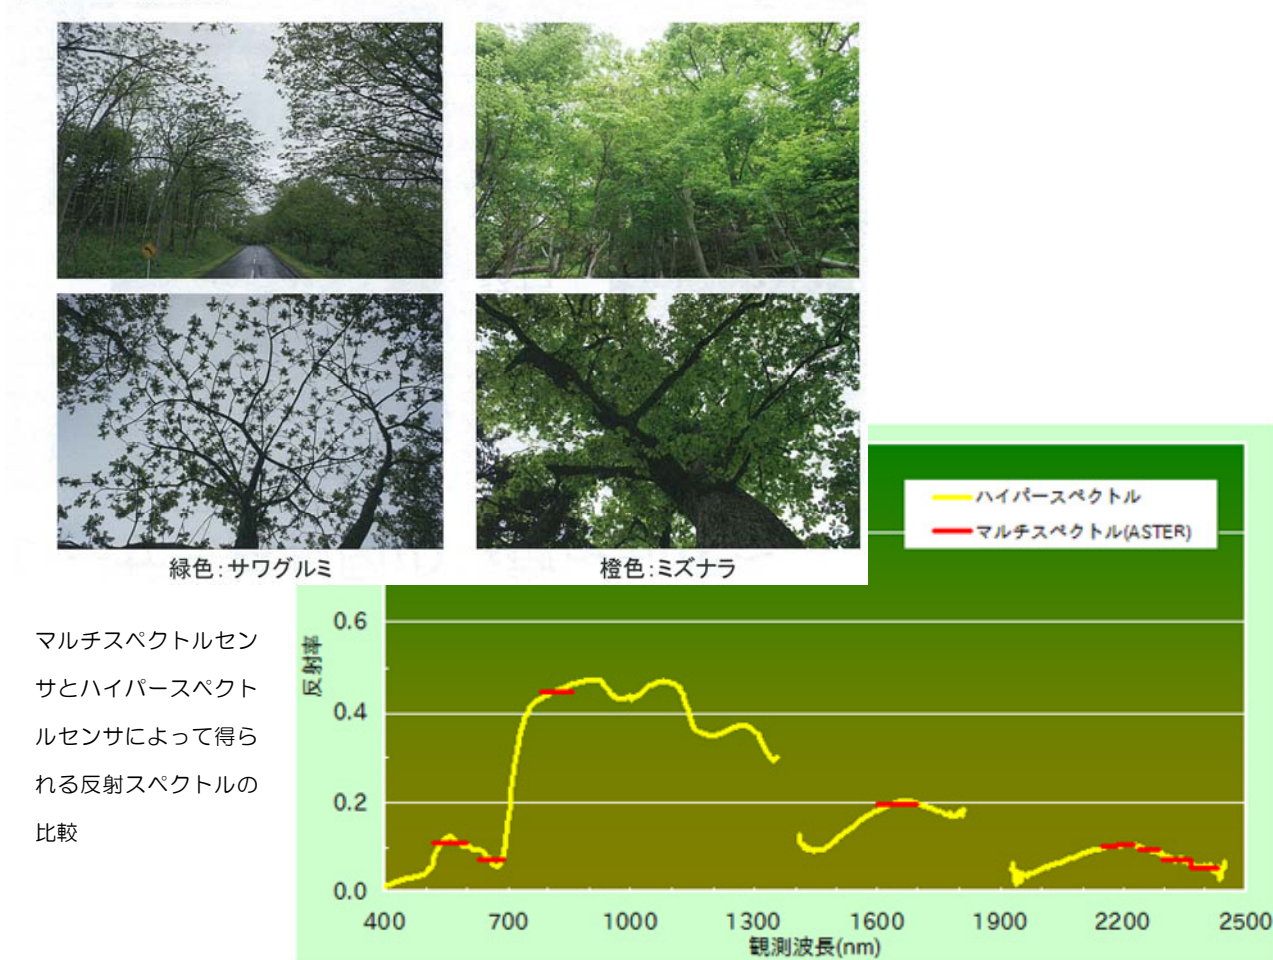 緑色：サワグルミ
橙色：ミズナラ
ハイパースペクトル
マルチスペクトル(ASTER)
マルチスペクトルセン
サとハイパースペクト
ルセンサによって得ら
れる反射スペクトルの
比較
反射率
0.6
0.4
0.2
0.0
400 700 1000 1300 1600 1900 2200 2500
観測波長(nm)